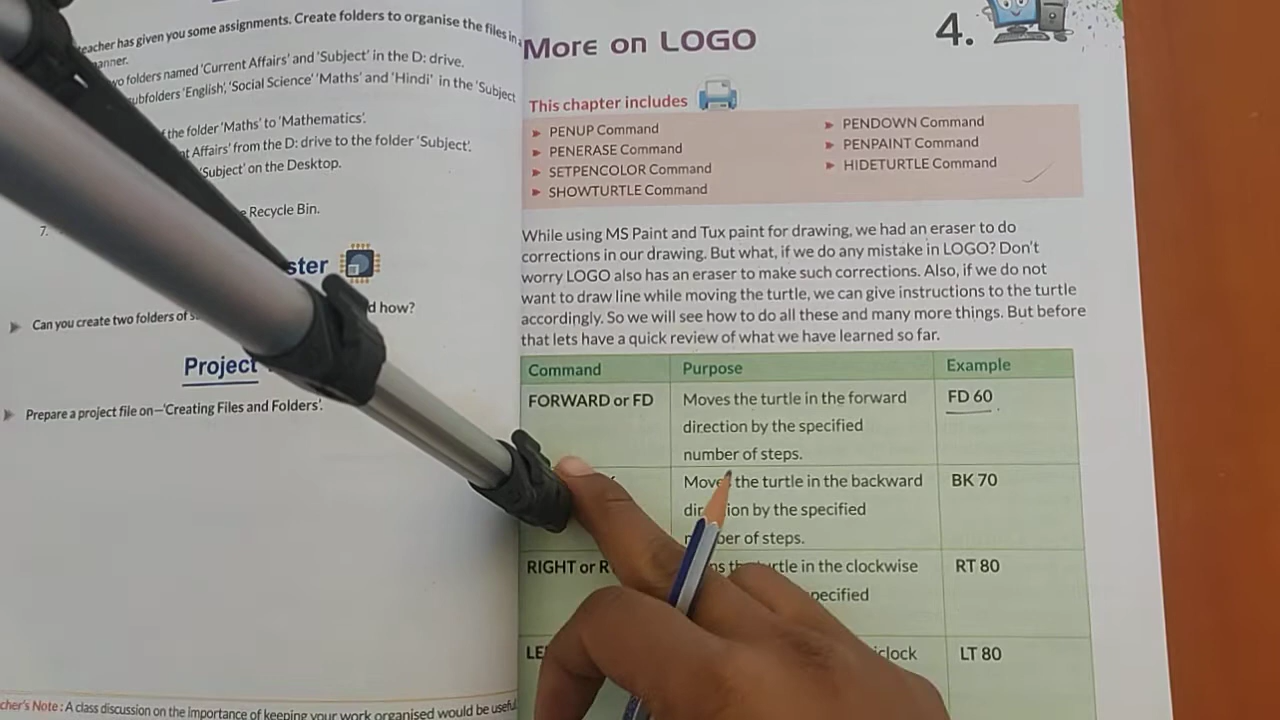 teacher has given you some assignments. Create folders to organise the files in
two folders named 'Current Affairs' and 'Subject' in the D: drive.
subfolders 'English', 'Social Science' 'Maths' and 'Hindi' in the 'Subject
the folder 'Maths' to 'Mathematics'.
Affairs' from the D: drive to the folder 'Subject'.
'Subject' on the Desktop.
Recycle Bin.
7.
how?
Can you create two folders of
Project
Prepare a project file on—'Creating Files and Folders'.
Note : A class discussion on the importance of keeping your work organised would be useful
More on LOGO
4.
This chapter includes
➤ PENUP Command
➤ PENERASE Command
➤ SETPENCOLOR Command
➤ SHOWTURTLE Command
➤ PENDOWN Command
➤ PENPAINT Command
➤ HIDETURTLE Command
While using MS Paint and Tux paint for drawing, we had an eraser to do
corrections in our drawing. But what, if we do any mistake in LOGO? Don't
worry LOGO also has an eraser to make such corrections. Also, if we do not
want to draw line while moving the turtle, we can give instructions to the turtle
accordingly. So we will see how to do all these and many more things. But before
that lets have a quick review of what we have learned so far.
Command Purpose Example
FORWARD or FD Moves the turtle in the forward FD 60
direction by the specified
number of steps.
Moves the turtle in the backward BK 70
direction by the specified
number of steps.
RIGHT or turtle in the clockwise RT 80
specified
LT 80